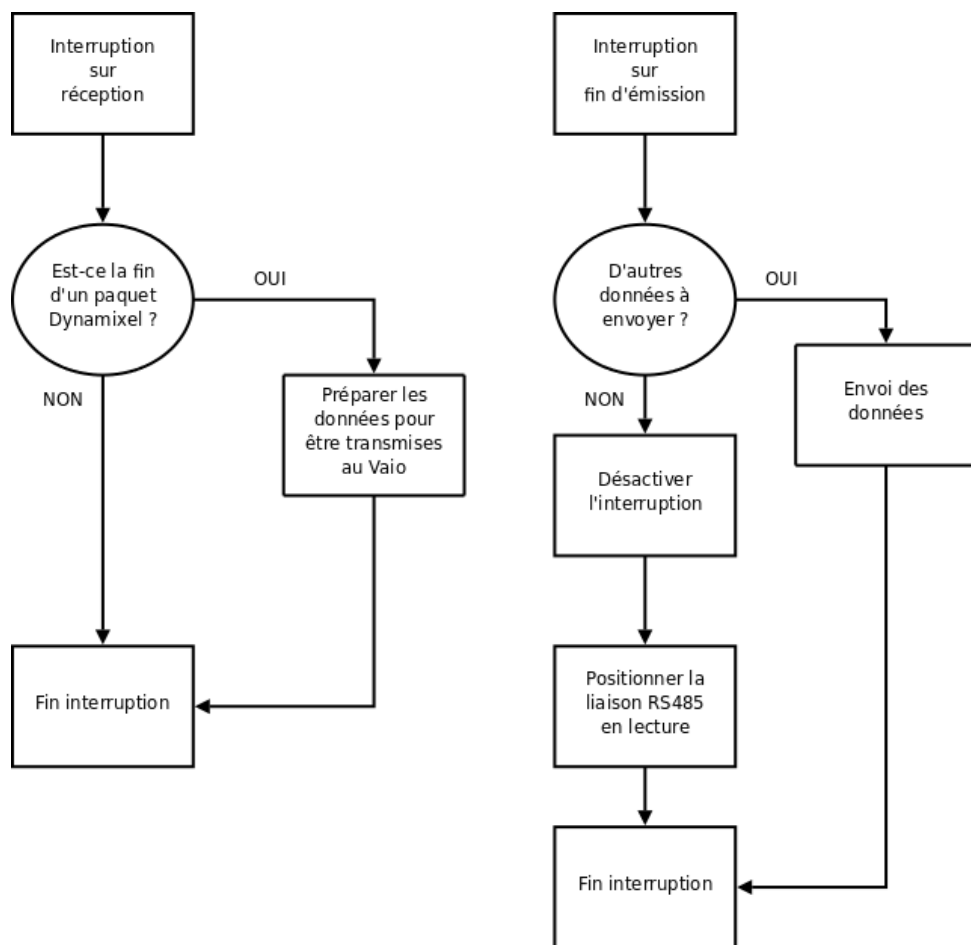 Interruption
sur
réception
Est-ce la fin
d'un paquet
Dynamixel ?
OUI
NON
Préparer les
données pour
être transmises
au Vaio
Fin interruption
Interruption
sur
fin d'émission
D'autres
données à
envoyer ?
OUI
NON
Envoi des
données
Désactiver
l'interruption
Positionner la
liaison RS485
en lecture
Fin interruption